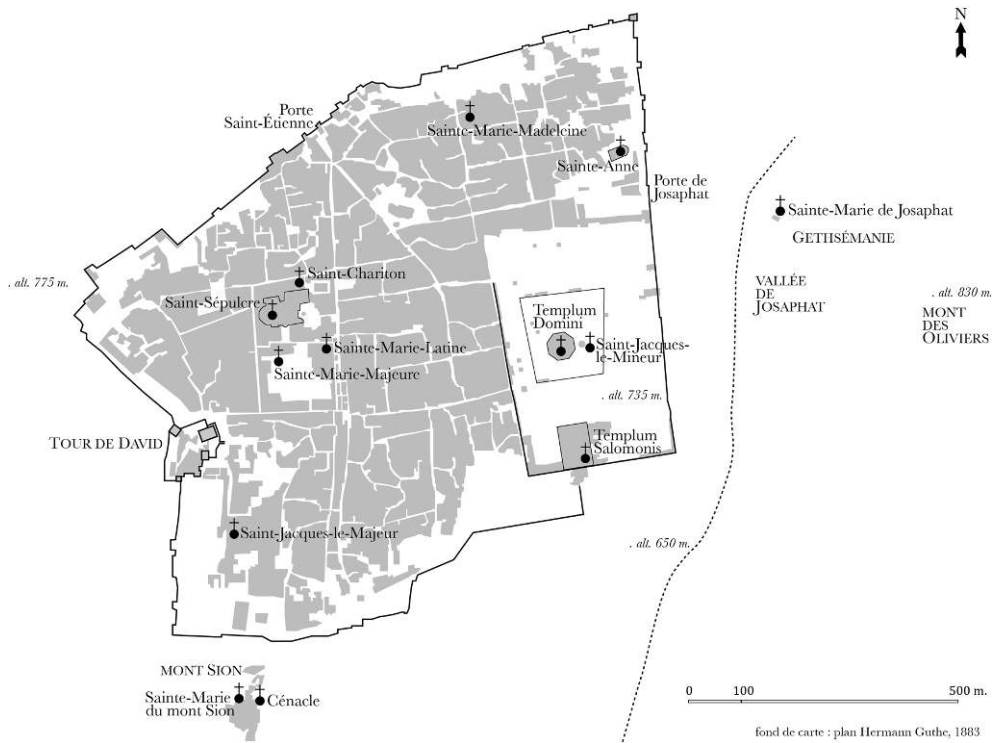 N
Porte
Saint-Étienne
Sainte-Marie-Madeleine
Sainte-Anne
Porte de
Josaphat
Sainte-Marie de Josaphat
GETHSÉMANIE
. alt. 775 m.
Saint-Chariton
Saint-Sépulcre
VALLÉE
DE
JOSAPHAT
. alt. 830 m.
MONT
DES
OLIVIERS
Templum
Domini
Saint-Jacques-
le-Mineur
Sainte-Marie-Latine
Sainte-Marie-Majeure
. alt. 735 m.
TOUR DE DAVID
Templum
Salomonis
Saint-Jacques-le-Majeur
. alt. 650 m.
MONT SION
Sainte-Marie
du mont Sion
Cénacle
0 100 500 m.
fond de carte : plan Hermann Guthe, 1883